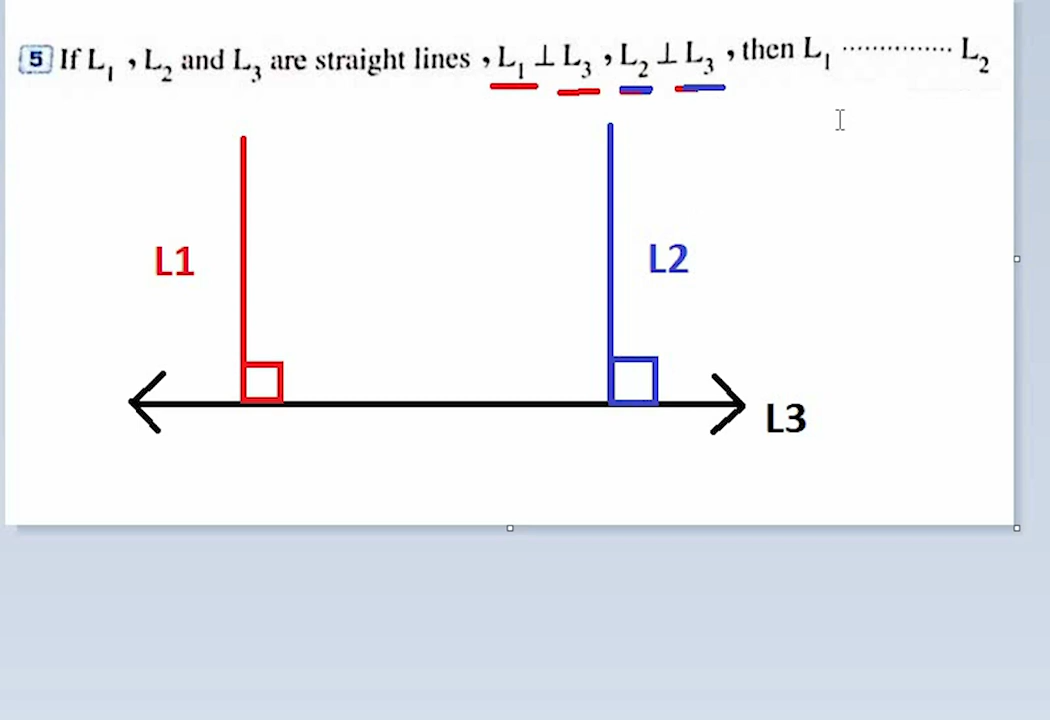 5 If L₁ , L₂ and L₃ are straight lines , L₁ ⊥ L₃ , L₂ ⊥ L₃ , then L₁ ............... L₂
L1
L2
L3